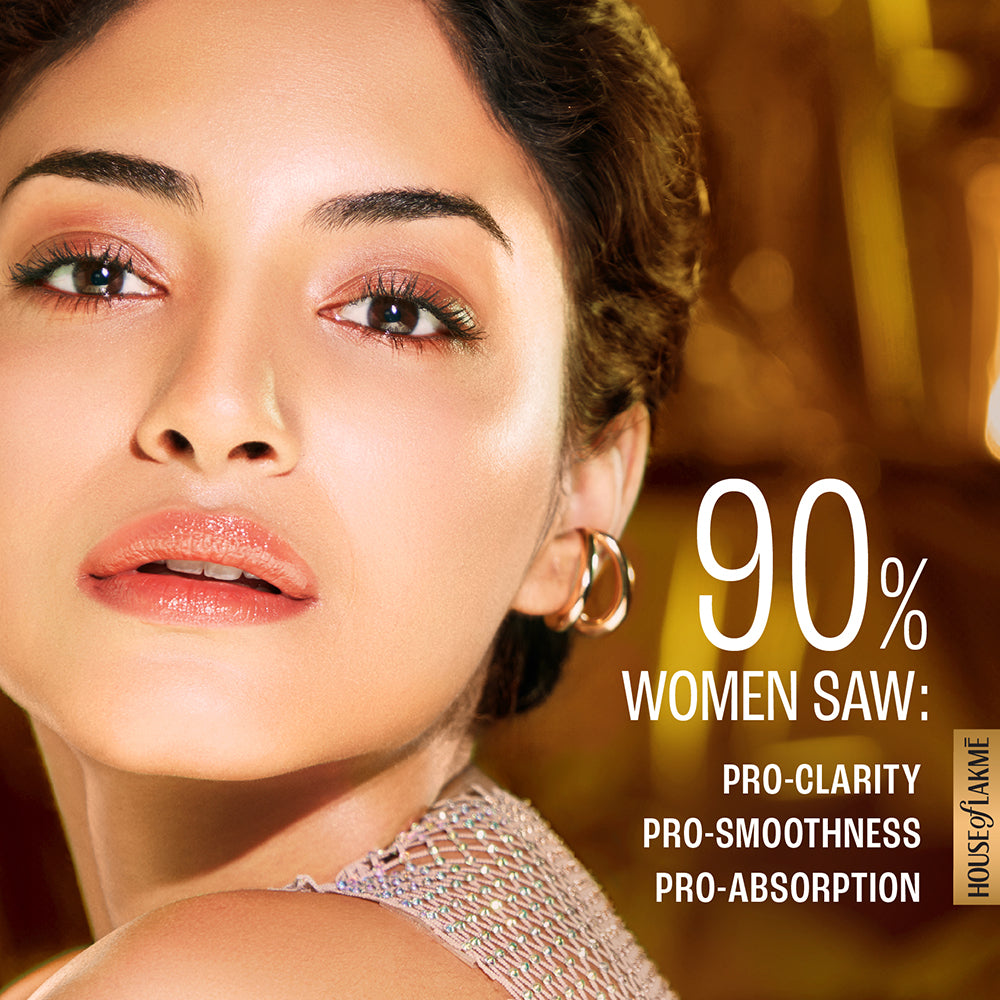 90%
WOMEN SAW:
PRO-CLARITY
PRO-SMOOTHNESS
PRO-ABSORPTION
HOUSE of LAKMĒ